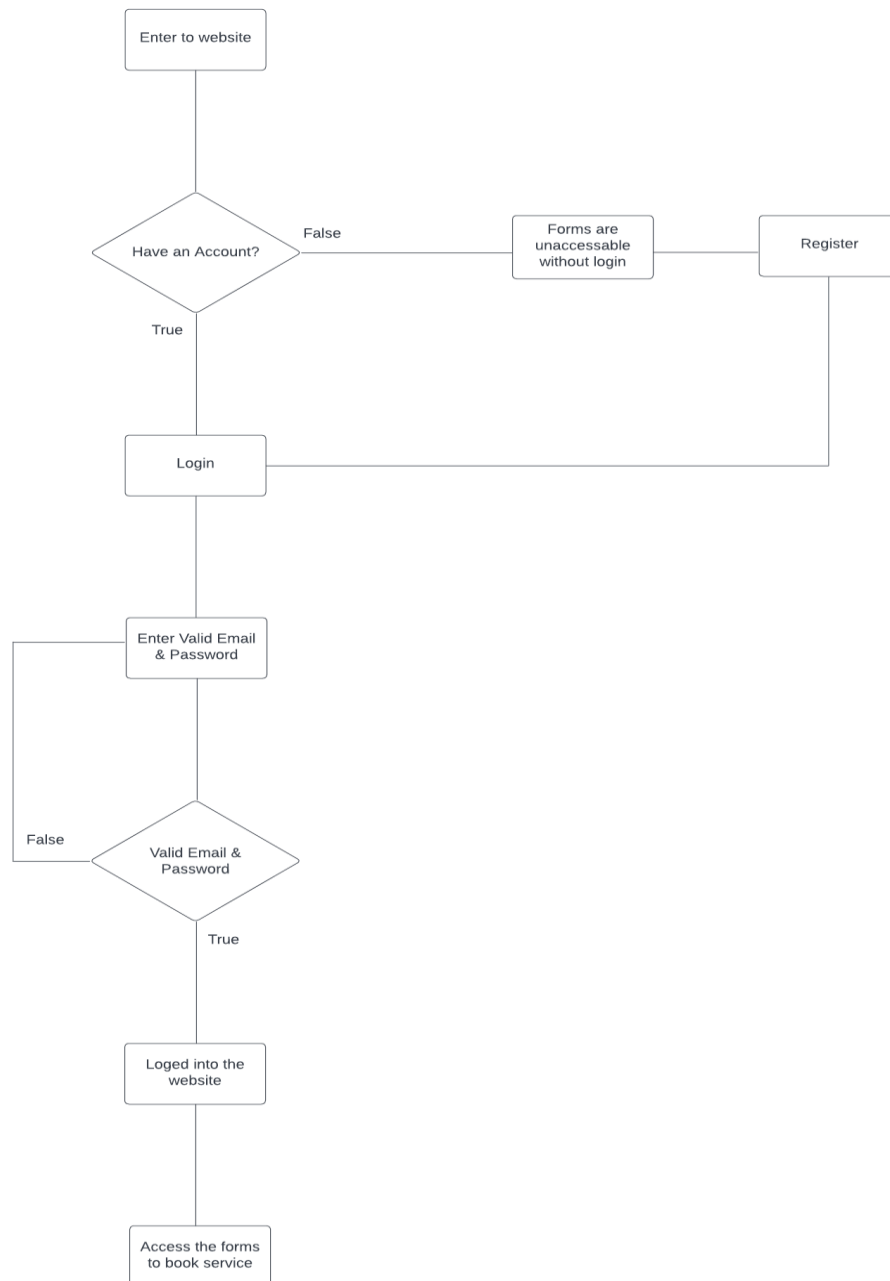 Enter to website
Have an Account?
False
Forms are
unaccessable
without login
Register
True
Login
Enter Valid Email
& Password
False
Valid Email &
Password
True
Loged into the
website
Access the forms
to book service